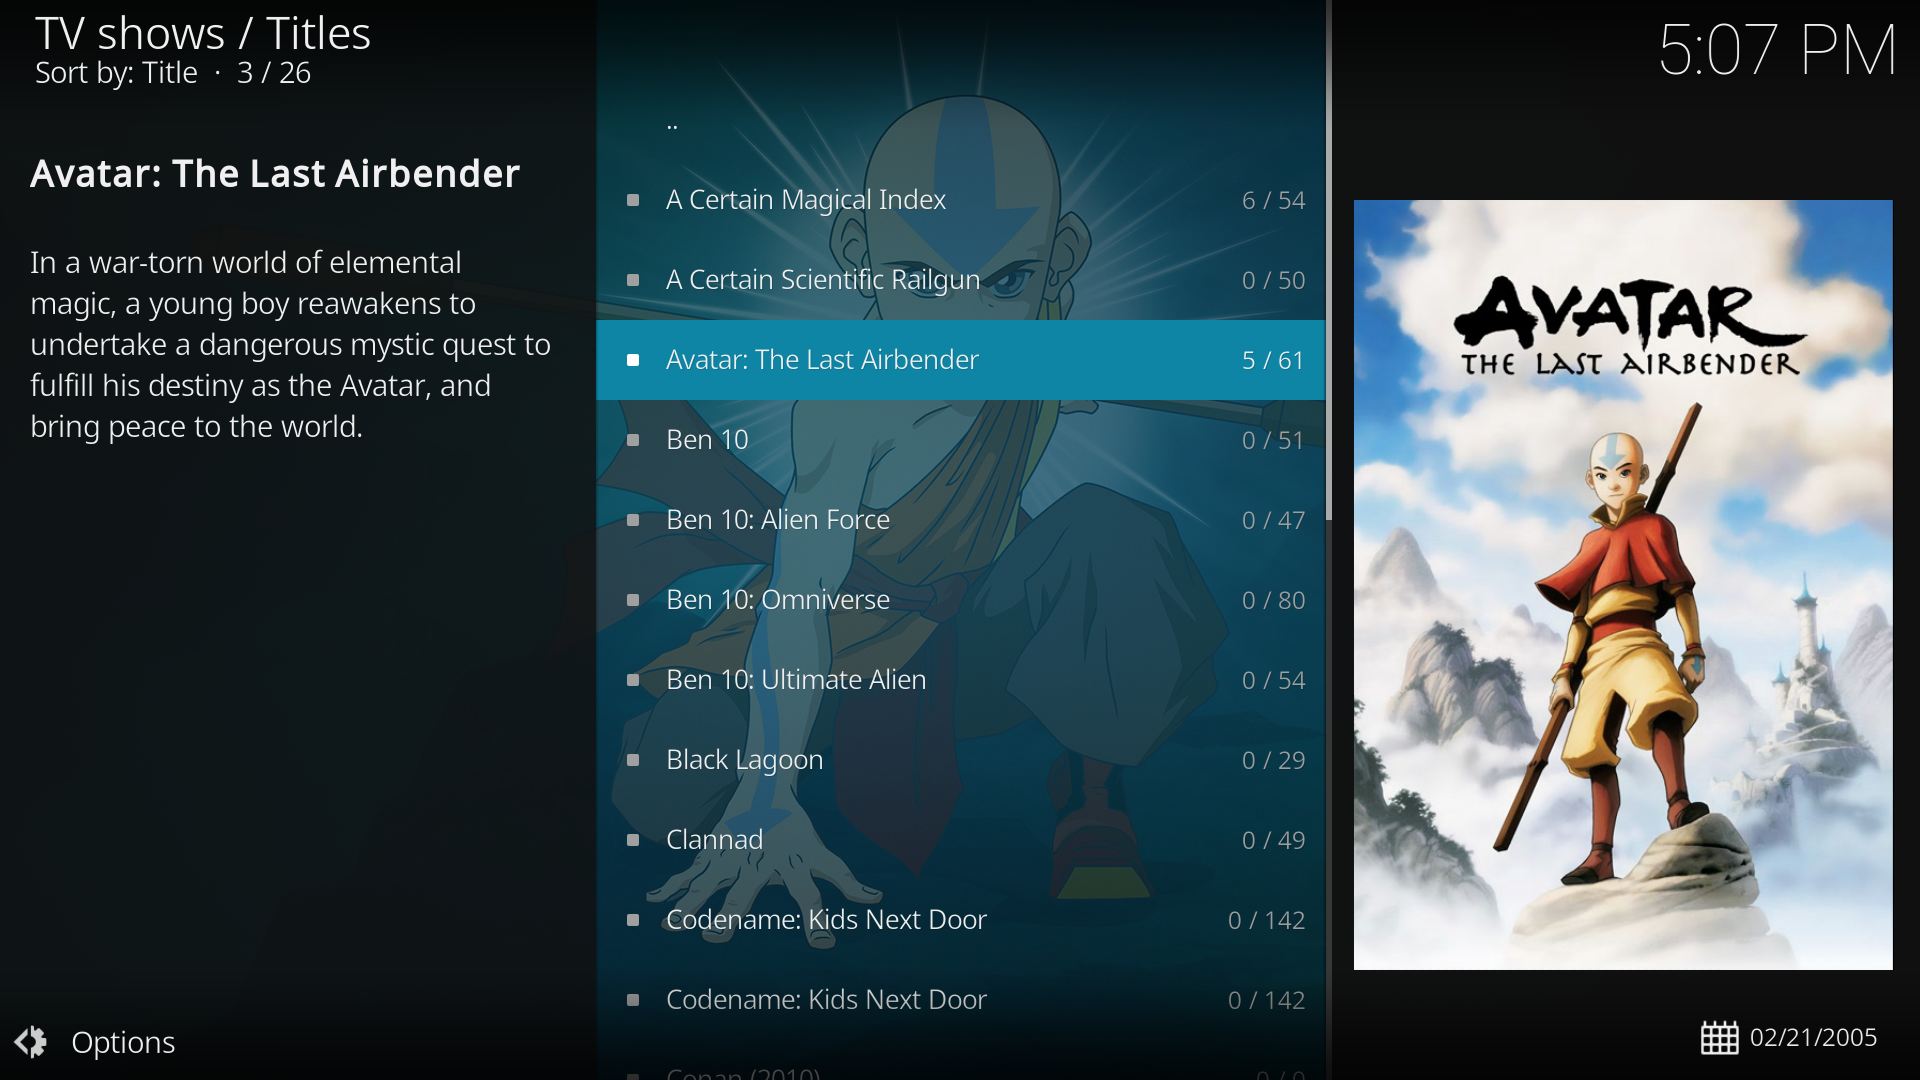 TV shows / Titles
Sort by: Title · 3 / 26
5:07 PM
Avatar: The Last Airbender
In a war-torn world of elemental
magic, a young boy reawakens to
undertake a dangerous mystic quest to
fulfill his destiny as the Avatar, and
bring peace to the world.
..
A Certain Magical Index 6 / 54
A Certain Scientific Railgun 0 / 50
Avatar: The Last Airbender 5 / 61
Ben 10 0 / 51
Ben 10: Alien Force 0 / 47
Ben 10: Omniverse 0 / 80
Ben 10: Ultimate Alien 0 / 54
Black Lagoon 0 / 29
Clannad 0 / 49
Codename: Kids Next Door 0 / 142
Codename: Kids Next Door 0 / 142
Conan (2010) 0 / 0
AVATAR
THE LAST AIRBENDER
Options
02/21/2005